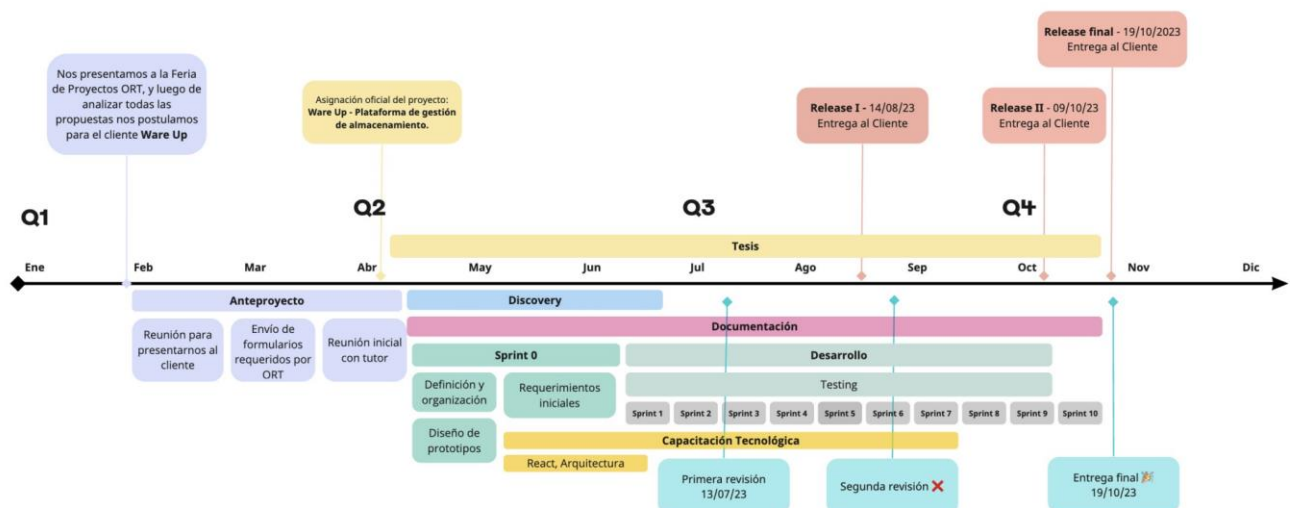 Release final - 19/10/2023
Entrega al Cliente
Nos presentamos a la Feria
de Proyectos ORT, y luego de
analizar todas las
propuestas nos postulamos
para el cliente Ware Up
Asignación oficial del proyecto:
Ware Up - Plataforma de gestión
de almacenamiento.
Release I - 14/08/23
Entrega al Cliente
Release II - 09/10/23
Entrega al Cliente
Q1
Q2
Q3
Q4
Tesis
Ene
Feb
Mar
Abr
May
Jun
Jul
Ago
Sep
Oct
Nov
Dic
Anteproyecto
Discovery
Documentación
Reunión para
presentarnos al
cliente
Envío de
formularios
requeridos por
ORT
Reunión inicial
con tutor
Sprint 0
Desarrollo
Definición y
organización
Requerimientos
iniciales
Testing
Sprint 1
Sprint 2
Sprint 3
Sprint 4
Sprint 5
Sprint 6
Sprint 7
Sprint 8
Sprint 9
Sprint 10
Diseño de
prototipos
Capacitación Tecnológica
React, Arquitectura
Primera revisión
13/07/23
Segunda revisión ❌
Entrega final 🎉
19/10/23